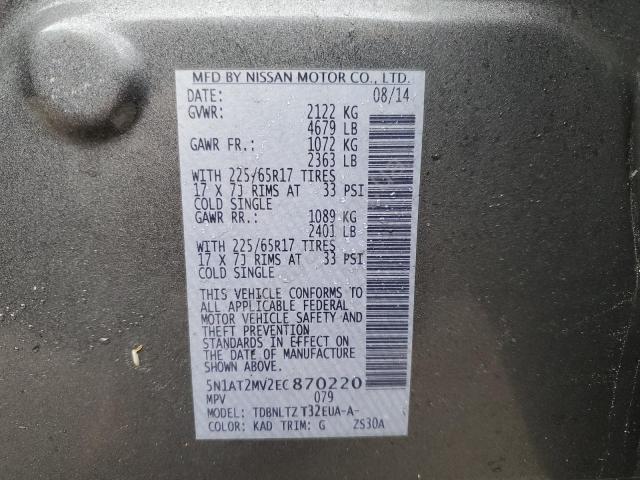 MFD BY NISSAN MOTOR CO., LTD.
DATE: 08/14
GVWR: 2122 KG
4679 LB
GAWR FR.: 1072 KG
2363 LB
WITH 225/65R17 TIRES
17 X 7J RIMS AT 33 PSI
COLD SINGLE
GAWR RR.: 1089 KG
2401 LB
WITH 225/65R17 TIRES
17 X 7J RIMS AT 33 PSI
COLD SINGLE
THIS VEHICLE CONFORMS TO
ALL APPLICABLE FEDERAL
MOTOR VEHICLE SAFETY AND
THEFT PREVENTION
STANDARDS IN EFFECT ON
THE DATE OF MANUFACTURE
SHOWN ABOVE.
5N1AT2MV2EC870220
MPV 079
MODEL: TDBNLTZ T32EUA-A-
COLOR: KAD TRIM: G ZS30A